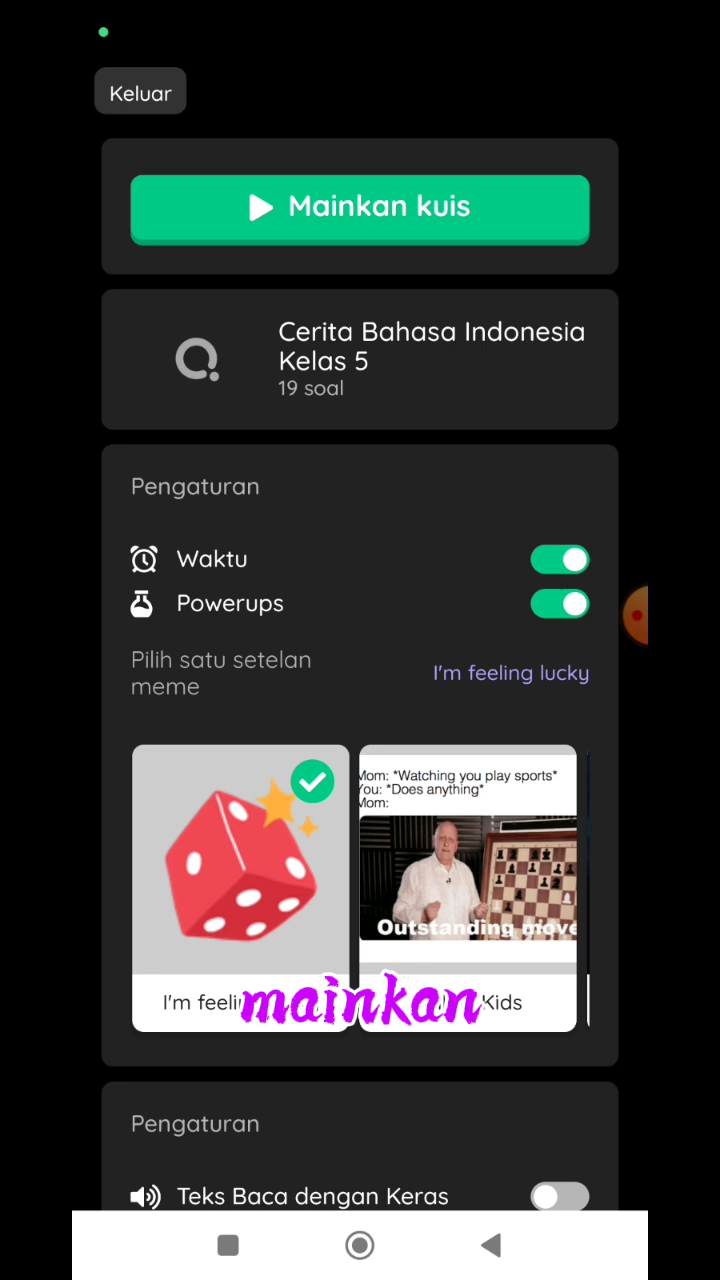 Keluar
Mainkan kuis
Cerita Bahasa Indonesia
Kelas 5
19 soal
Pengaturan
Waktu
Powerups
Pilih satu setelan
meme
I'm feeling lucky
Mom: *Watching you play sports*
You: *Does anything*
Mom:
Outstanding move
I'm feeli
Kids
mainkan
Pengaturan
Teks Baca dengan Keras